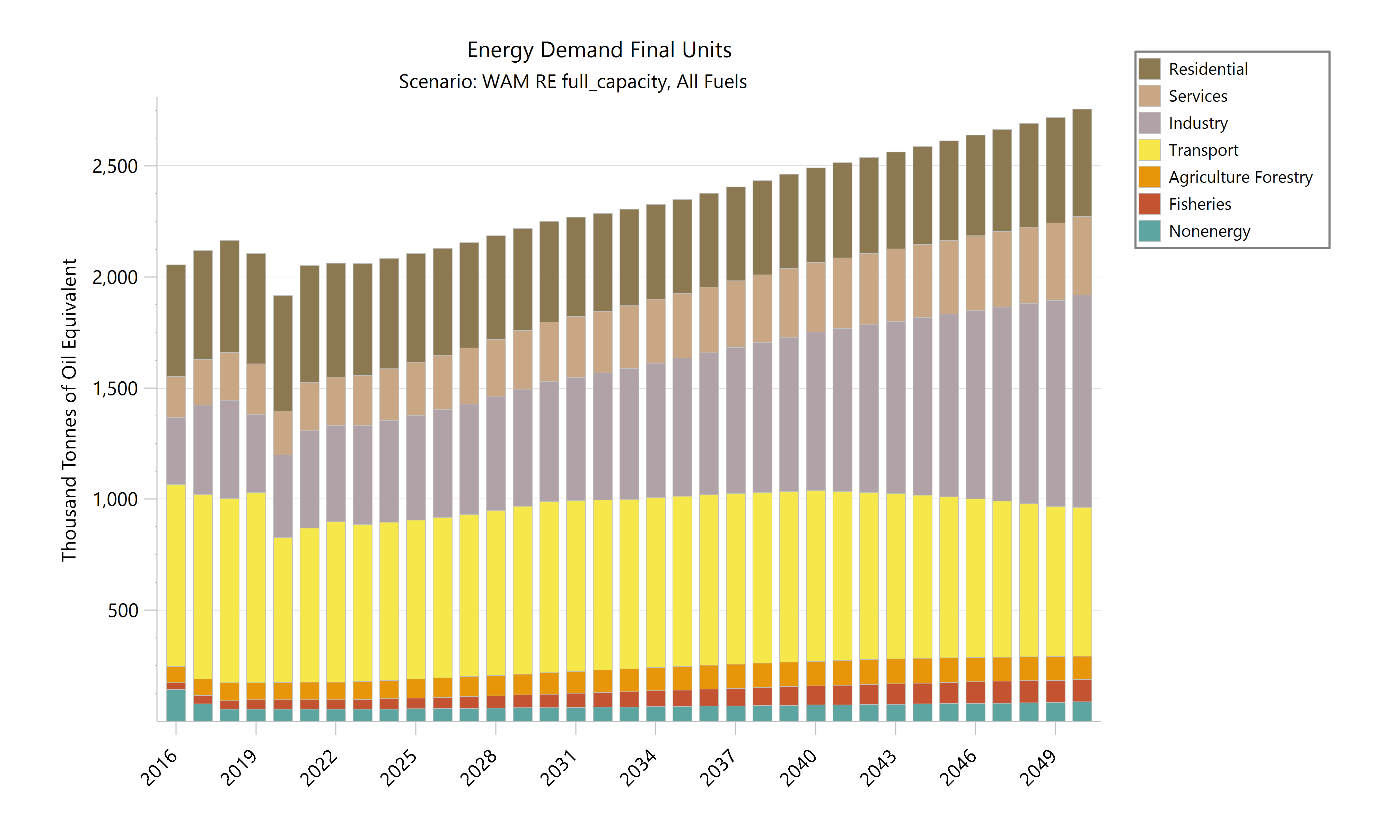 Energy Demand Final Units
Scenario: WAM RE full_capacity, All Fuels
Residential
Services
Industry
Transport
Agriculture Forestry
Fisheries
Nonenergy
Thousand Tonnes of Oil Equivalent
2,500
2,000
1,500
1,000
500
2016
2019
2022
2025
2028
2031
2034
2037
2040
2043
2046
2049